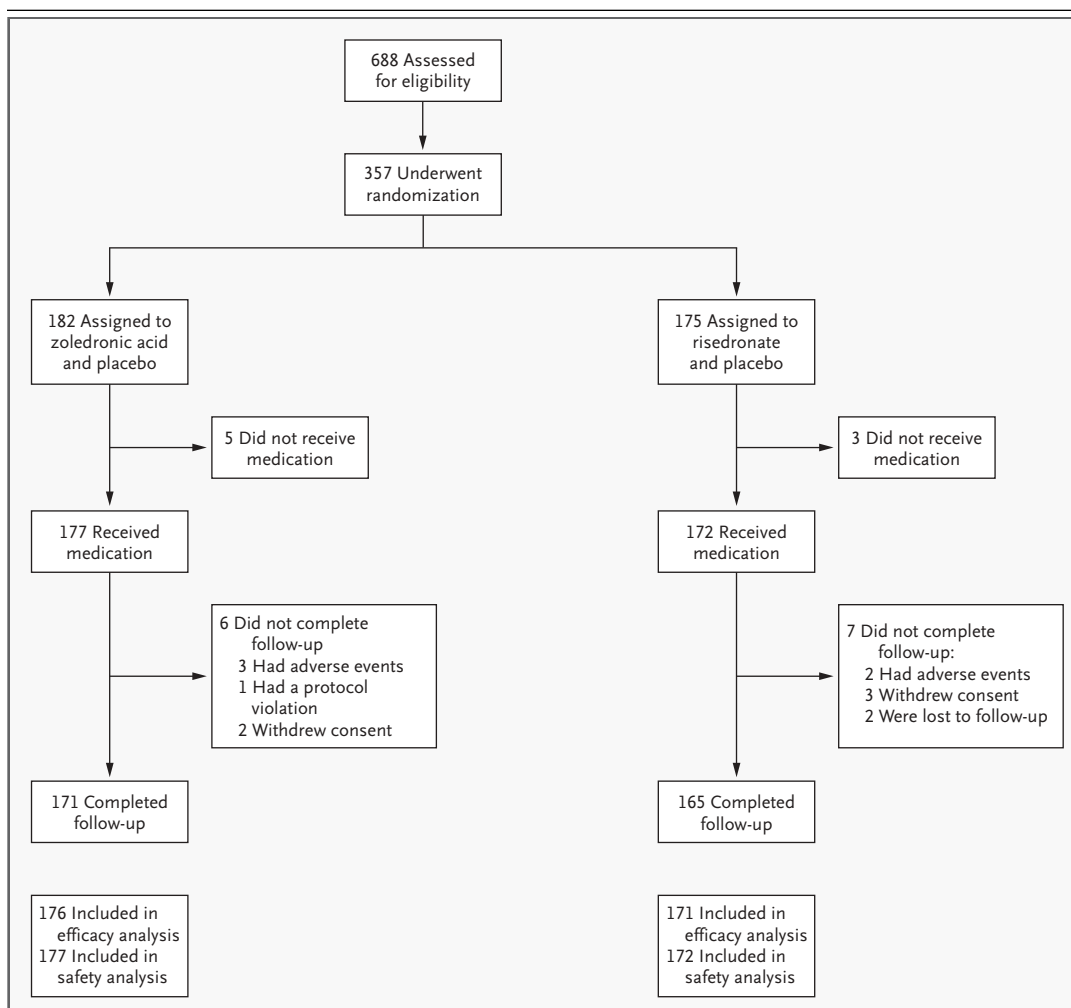 688 Assessed
for eligibility
357 Underwent
randomization
182 Assigned to
zoledronic acid
and placebo
175 Assigned to
risedronate
and placebo
5 Did not receive
medication
3 Did not receive
medication
177 Received
medication
172 Received
medication
6 Did not complete
follow-up
3 Had adverse events
1 Had a protocol
violation
2 Withdrew consent
7 Did not complete
follow-up:
2 Had adverse events
3 Withdrew consent
2 Were lost to follow-up
171 Completed
follow-up
165 Completed
follow-up
176 Included in
efficacy analysis
177 Included in
safety analysis
171 Included in
efficacy analysis
172 Included in
safety analysis